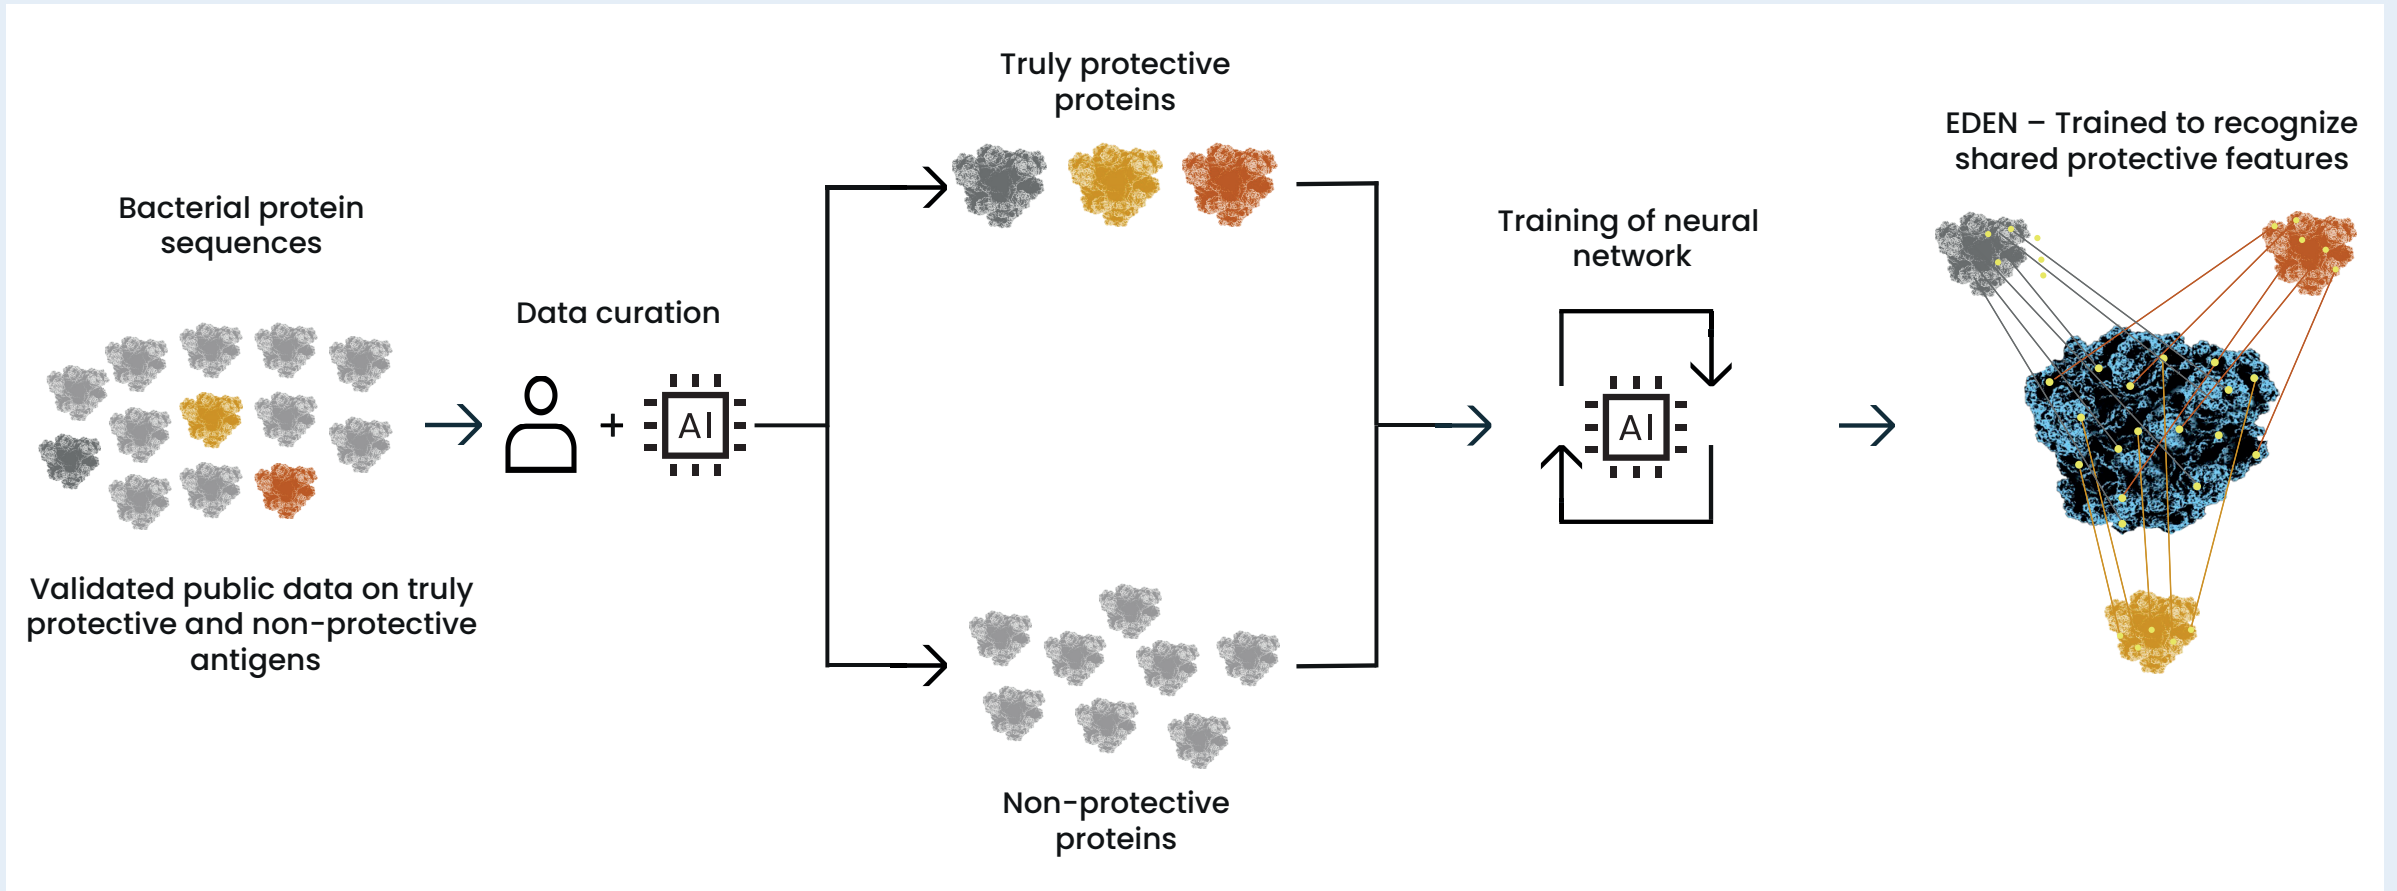 Bacterial protein
sequences
Validated public data on truly
protective and non-protective
antigens
Data curation
+
AI
Truly protective
proteins
Non-protective
proteins
Training of neural
network
AI
EDEN – Trained to recognize
shared protective features